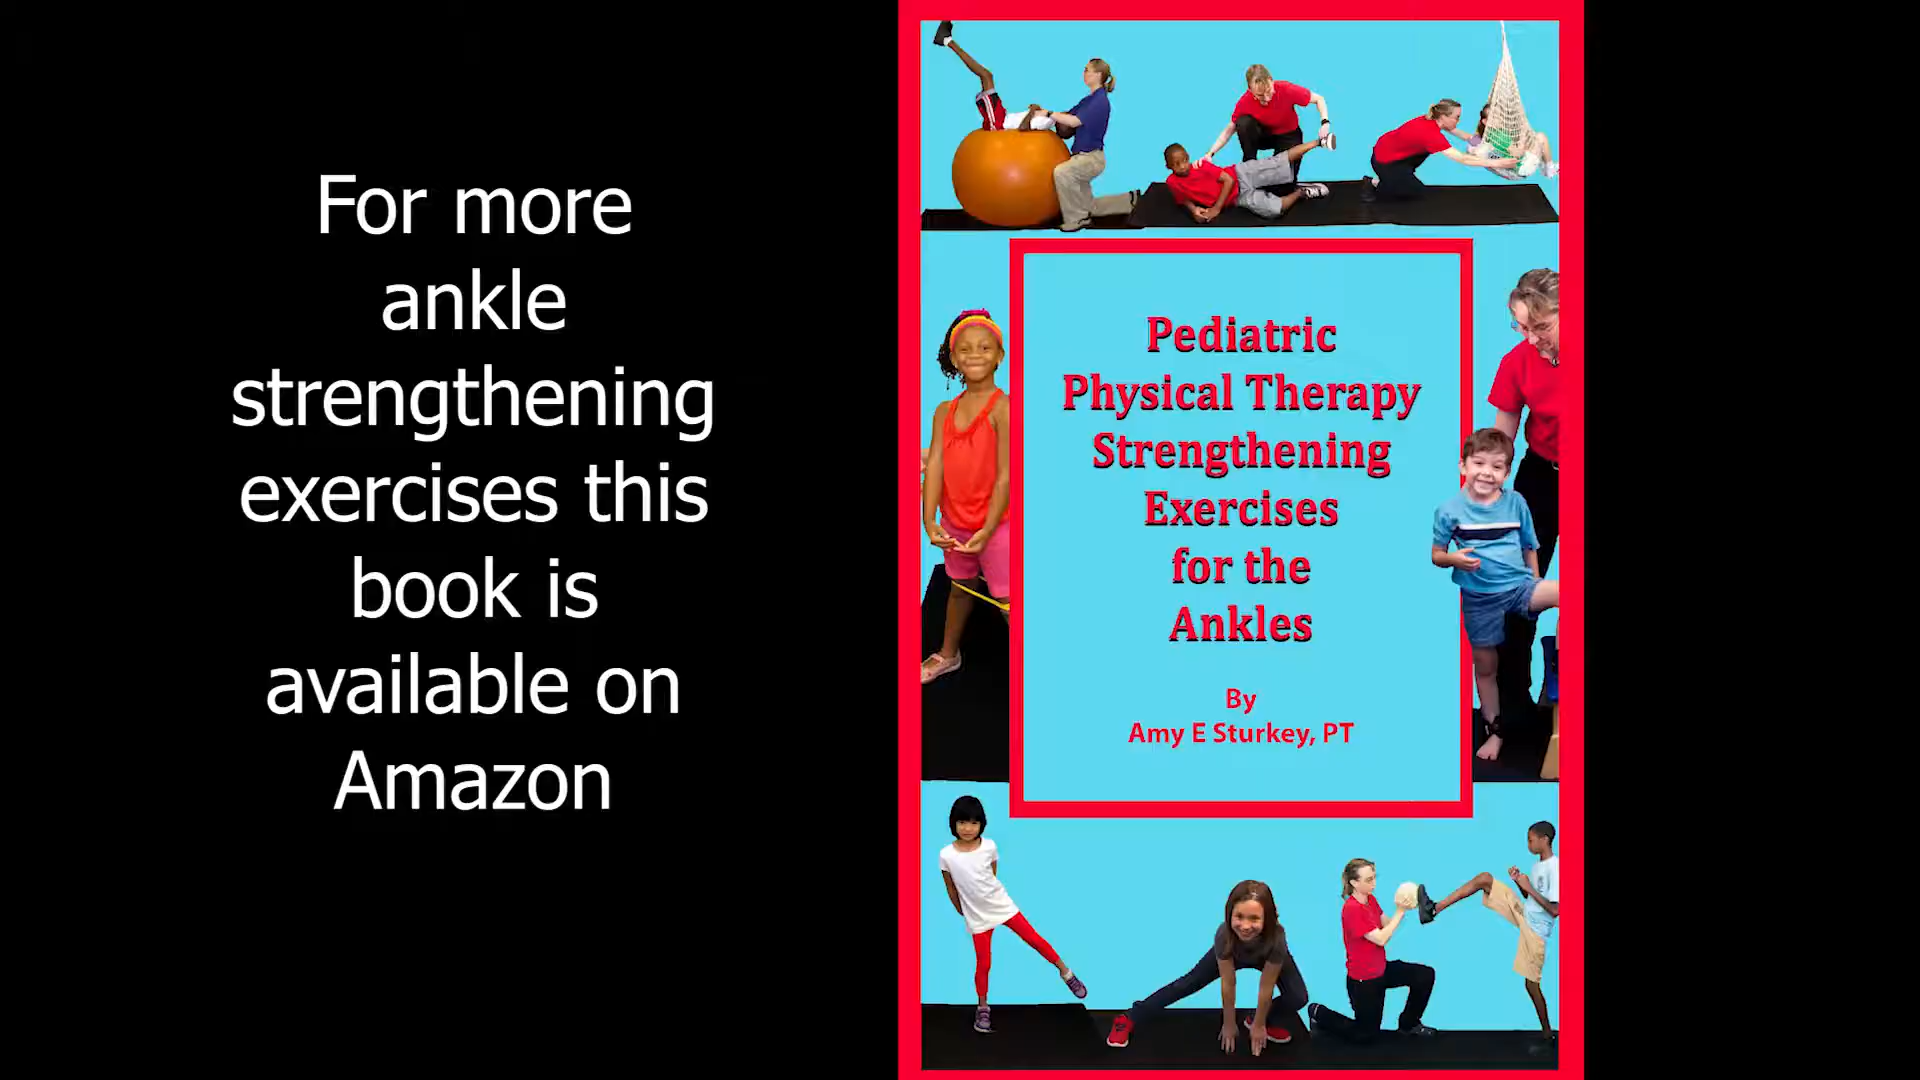 For more
ankle
strengthening
exercises this
book is
available on
Amazon
Pediatric
Physical Therapy
Strengthening
Exercises
for the
Ankles
By
Amy E Sturkey, PT